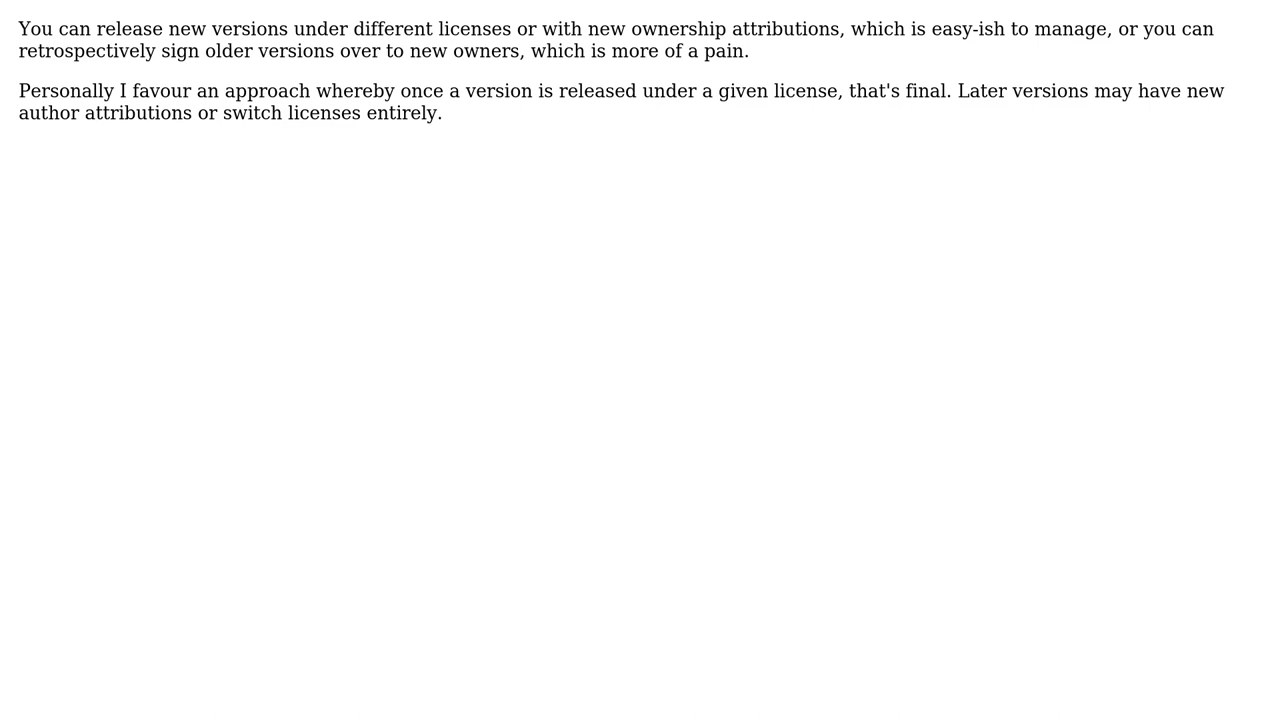 You can release new versions under different licenses or with new ownership attributions, which is easy-ish to manage, or you can
retrospectively sign older versions over to new owners, which is more of a pain.
Personally I favour an approach whereby once a version is released under a given license, that's final. Later versions may have new
author attributions or switch licenses entirely.